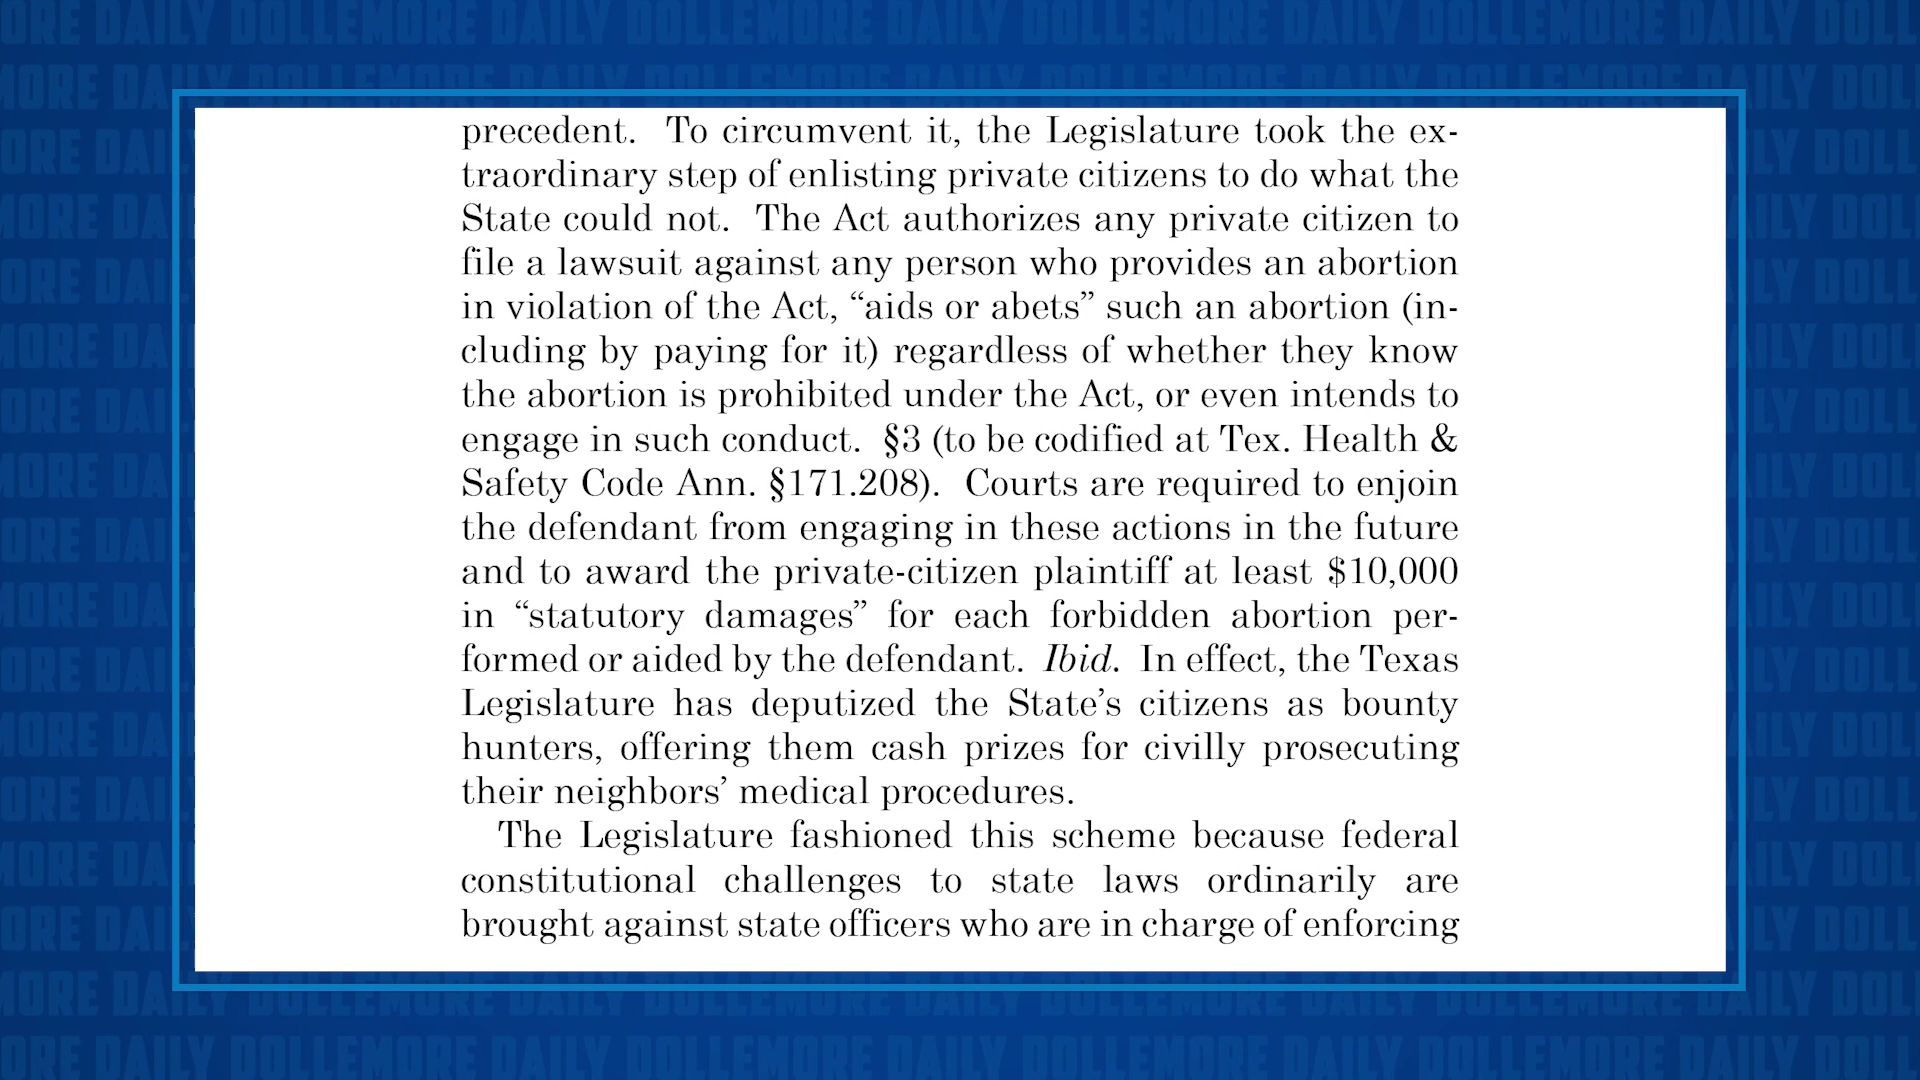 DOLLEMORE DAILY DOLLEMORE DAILY DOLLEMORE DAILY
precedent. To circumvent it, the Legislature took the ex-
traordinary step of enlisting private citizens to do what the
State could not. The Act authorizes any private citizen to
file a lawsuit against any person who provides an abortion
in violation of the Act, “aids or abets” such an abortion (in-
cluding by paying for it) regardless of whether they know
the abortion is prohibited under the Act, or even intends to
engage in such conduct. §3 (to be codified at Tex. Health &
Safety Code Ann. §171.208). Courts are required to enjoin
the defendant from engaging in these actions in the future
and to award the private-citizen plaintiff at least $10,000
in “statutory damages” for each forbidden abortion per-
formed or aided by the defendant. Ibid. In effect, the Texas
Legislature has deputized the State’s citizens as bounty
hunters, offering them cash prizes for civilly prosecuting
their neighbors’ medical procedures.
The Legislature fashioned this scheme because federal
constitutional challenges to state laws ordinarily are
brought against state officers who are in charge of enforcing